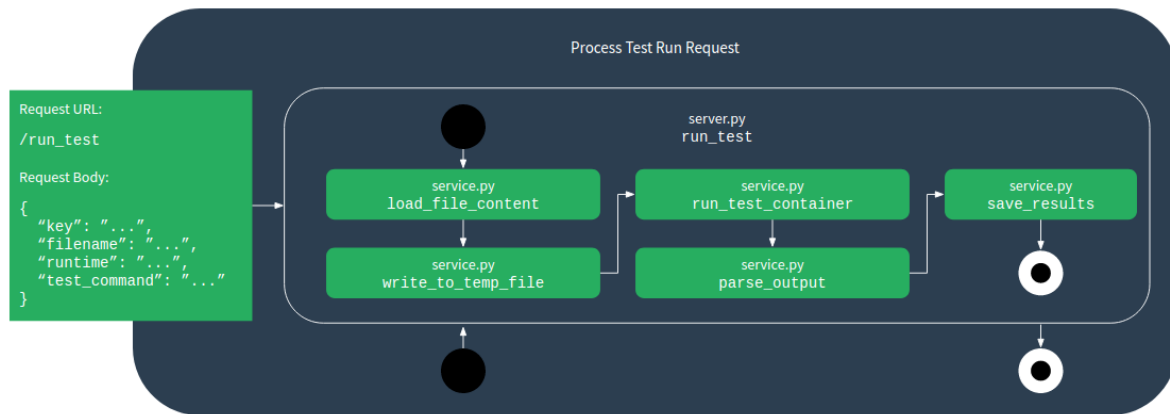 Process Test Run Request
Request URL:
/run_test
Request Body:
{
“key”: ”...”,
“filename”: ”...”,
“runtime”: ”...”,
“test_command”: ”...”
}
server.py
run_test
service.py
load_file_content
service.py
write_to_temp_file
service.py
run_test_container
service.py
parse_output
service.py
save_results